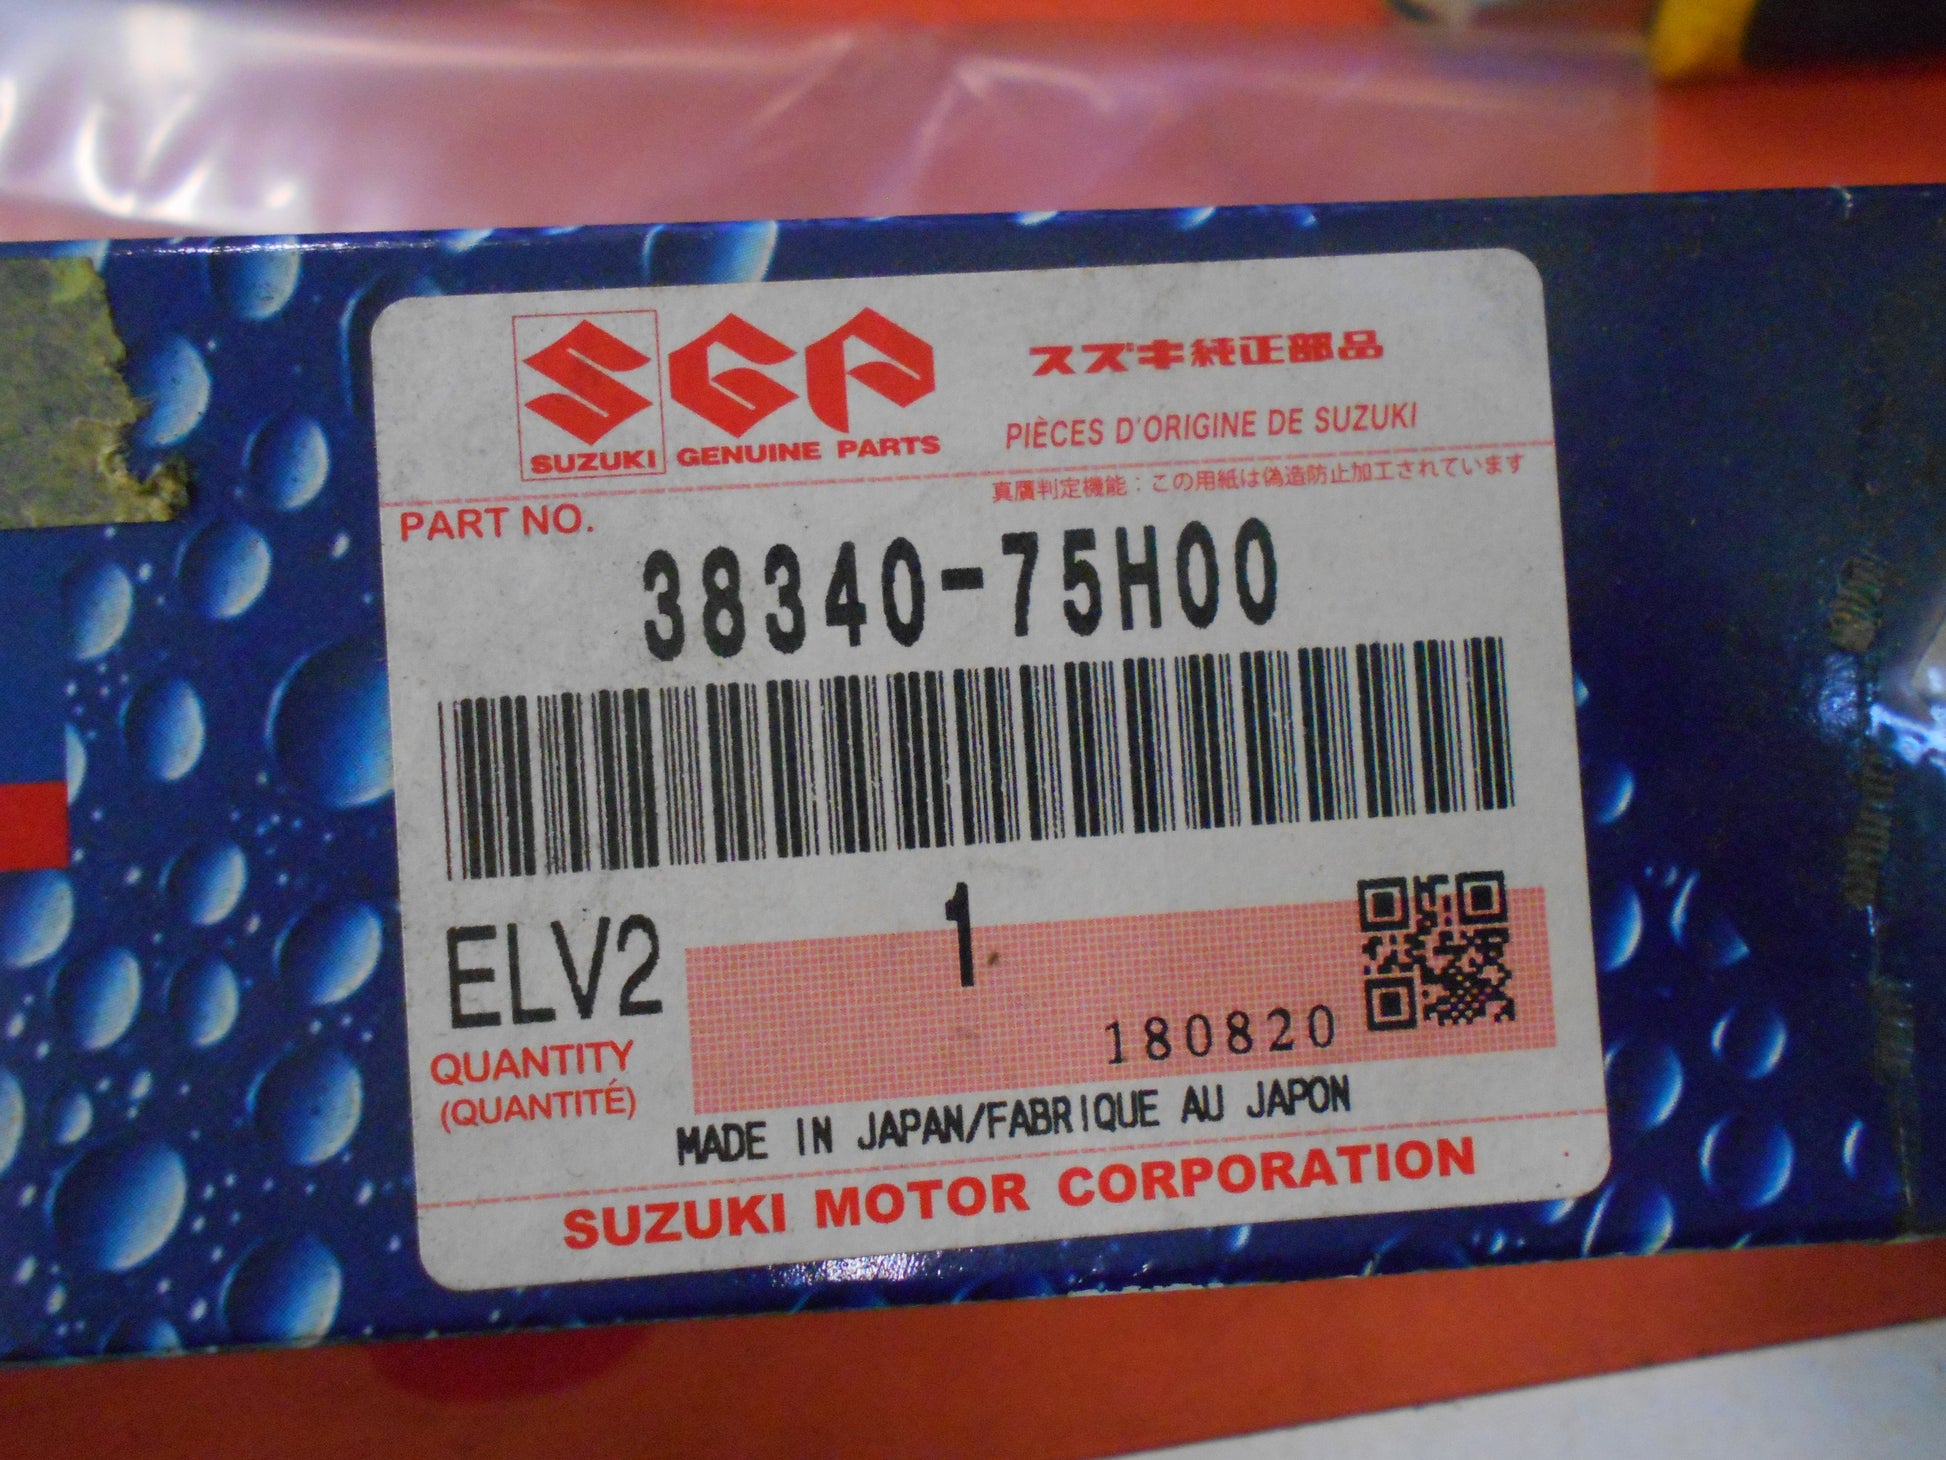 SGP
SUZUKI GENUINE PARTS
スズキ純正部品
PIÈCES D'ORIGINE DE SUZUKI
真贋判定機能：この用紙は偽造防止加工されています
PART NO.
38340-75H00
ELV2
1
180820
QUANTITY
(QUANTITÉ)
MADE IN JAPAN/FABRIQUE AU JAPON
SUZUKI MOTOR CORPORATION